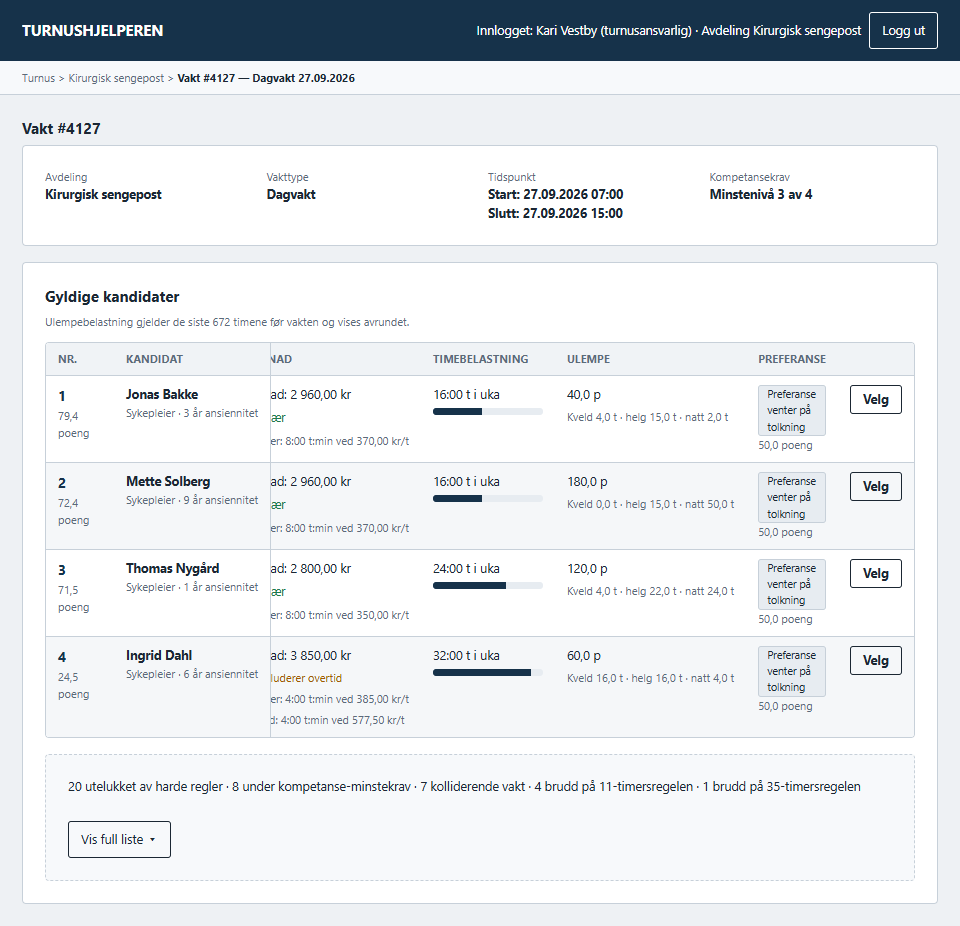 TURNUSHJELPEREN
Innlogget: Kari Vestby (turnusansvarlig) · Avdeling Kirurgisk sengepost
Logg ut
Turnus > Kirurgisk sengepost > Vakt #4127 — Dagvakt 27.09.2026
Vakt #4127
Avdeling
Kirurgisk sengepost
Vakttype
Dagvakt
Tidspunkt
Start: 27.09.2026 07:00
Slutt: 27.09.2026 15:00
Kompetansekrav
Minstenivå 3 av 4
Gyldige kandidater
Ulempebelastning gjelder de siste 672 timene før vakten og vises avrundet.
NR. KANDIDAT NAD TIMEBELASTNING ULEMPE PREFERANSE
1
79,4
poeng
Jonas Bakke
Sykepleier · 3 år ansiennitet
ad: 2 960,00 kr
ær
er: 8:00 t:min ved 370,00 kr/t
16:00 t i uka
40,0 p
Kveld 4,0 t · helg 15,0 t · natt 2,0 t
Preferanse
venter på
tolkning
50,0 poeng
Velg
2
72,4
poeng
Mette Solberg
Sykepleier · 9 år ansiennitet
ad: 2 960,00 kr
ær
er: 8:00 t:min ved 370,00 kr/t
16:00 t i uka
180,0 p
Kveld 0,0 t · helg 15,0 t · natt 50,0 t
Preferanse
venter på
tolkning
50,0 poeng
Velg
3
71,5
poeng
Thomas Nygård
Sykepleier · 1 år ansiennitet
ad: 2 800,00 kr
ær
er: 8:00 t:min ved 350,00 kr/t
24:00 t i uka
120,0 p
Kveld 4,0 t · helg 22,0 t · natt 24,0 t
Preferanse
venter på
tolkning
50,0 poeng
Velg
4
24,5
poeng
Ingrid Dahl
Sykepleier · 6 år ansiennitet
ad: 3 850,00 kr
luderer overtid
er: 4:00 t:min ved 385,00 kr/t
d: 4:00 t:min ved 577,50 kr/t
32:00 t i uka
60,0 p
Kveld 16,0 t · helg 16,0 t · natt 4,0 t
Preferanse
venter på
tolkning
50,0 poeng
Velg
20 utelukket av harde regler · 8 under kompetanse-minstekrav · 7 kolliderende vakt · 4 brudd på 11-timersregelen · 1 brudd på 35-timersregelen
Vis full liste